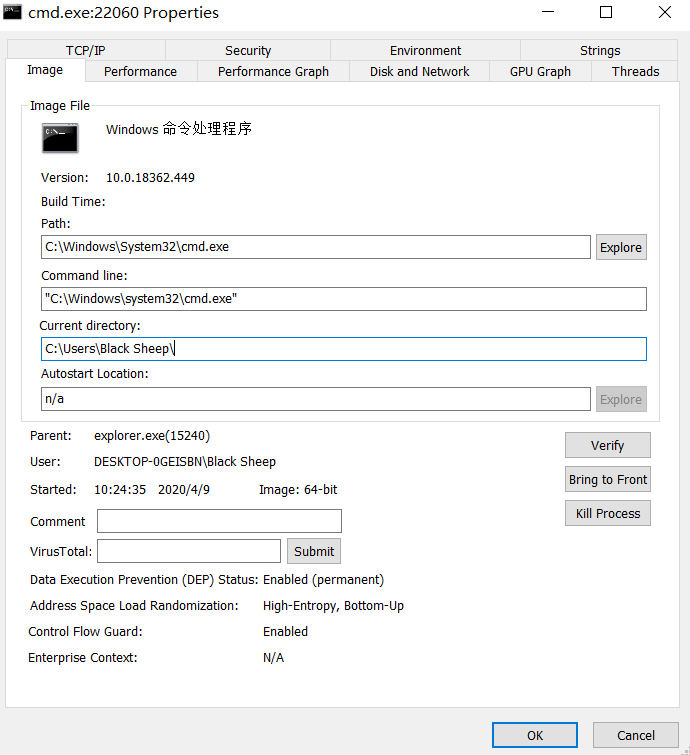 cmd.exe:22060 Properties
TCP/IP Security Environment Strings
Image Performance Performance Graph Disk and Network GPU Graph Threads
Image File
C:\. Windows 命令处理程序
Version: 10.0.18362.449
Build Time:
Path:
C:\Windows\System32\cmd.exe Explore
Command line:
"C:\Windows\system32\cmd.exe"
Current directory:
C:\Users\Black Sheep\
Autostart Location:
n/a Explore
Parent: explorer.exe(15240)
Verify
User: DESKTOP-0GEISBN\Black Sheep
Bring to Front
Started: 10:24:35 2020/4/9 Image: 64-bit
Kill Process
Comment
VirusTotal: Submit
Data Execution Prevention (DEP) Status: Enabled (permanent)
Address Space Load Randomization: High-Entropy, Bottom-Up
Control Flow Guard: Enabled
Enterprise Context: N/A
OK Cancel